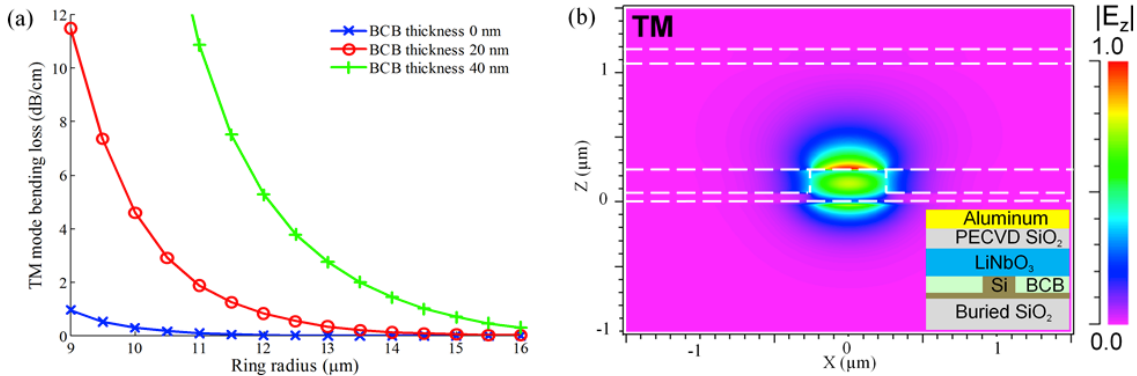 (a)
12
10
8
6
4
2
0
TM mode bending loss (dB/cm)
BCB thickness 0 nm
BCB thickness 20 nm
BCB thickness 40 nm
9 10 11 12 13 14 15 16
Ring radius (μm)
(b)
TM
|Ez|
1.0
0.0
1
0
-1
Z (μm)
-1 0 1
X (μm)
Aluminum
PECVD SiO2
LiNbO3
Si BCB
Buried SiO2